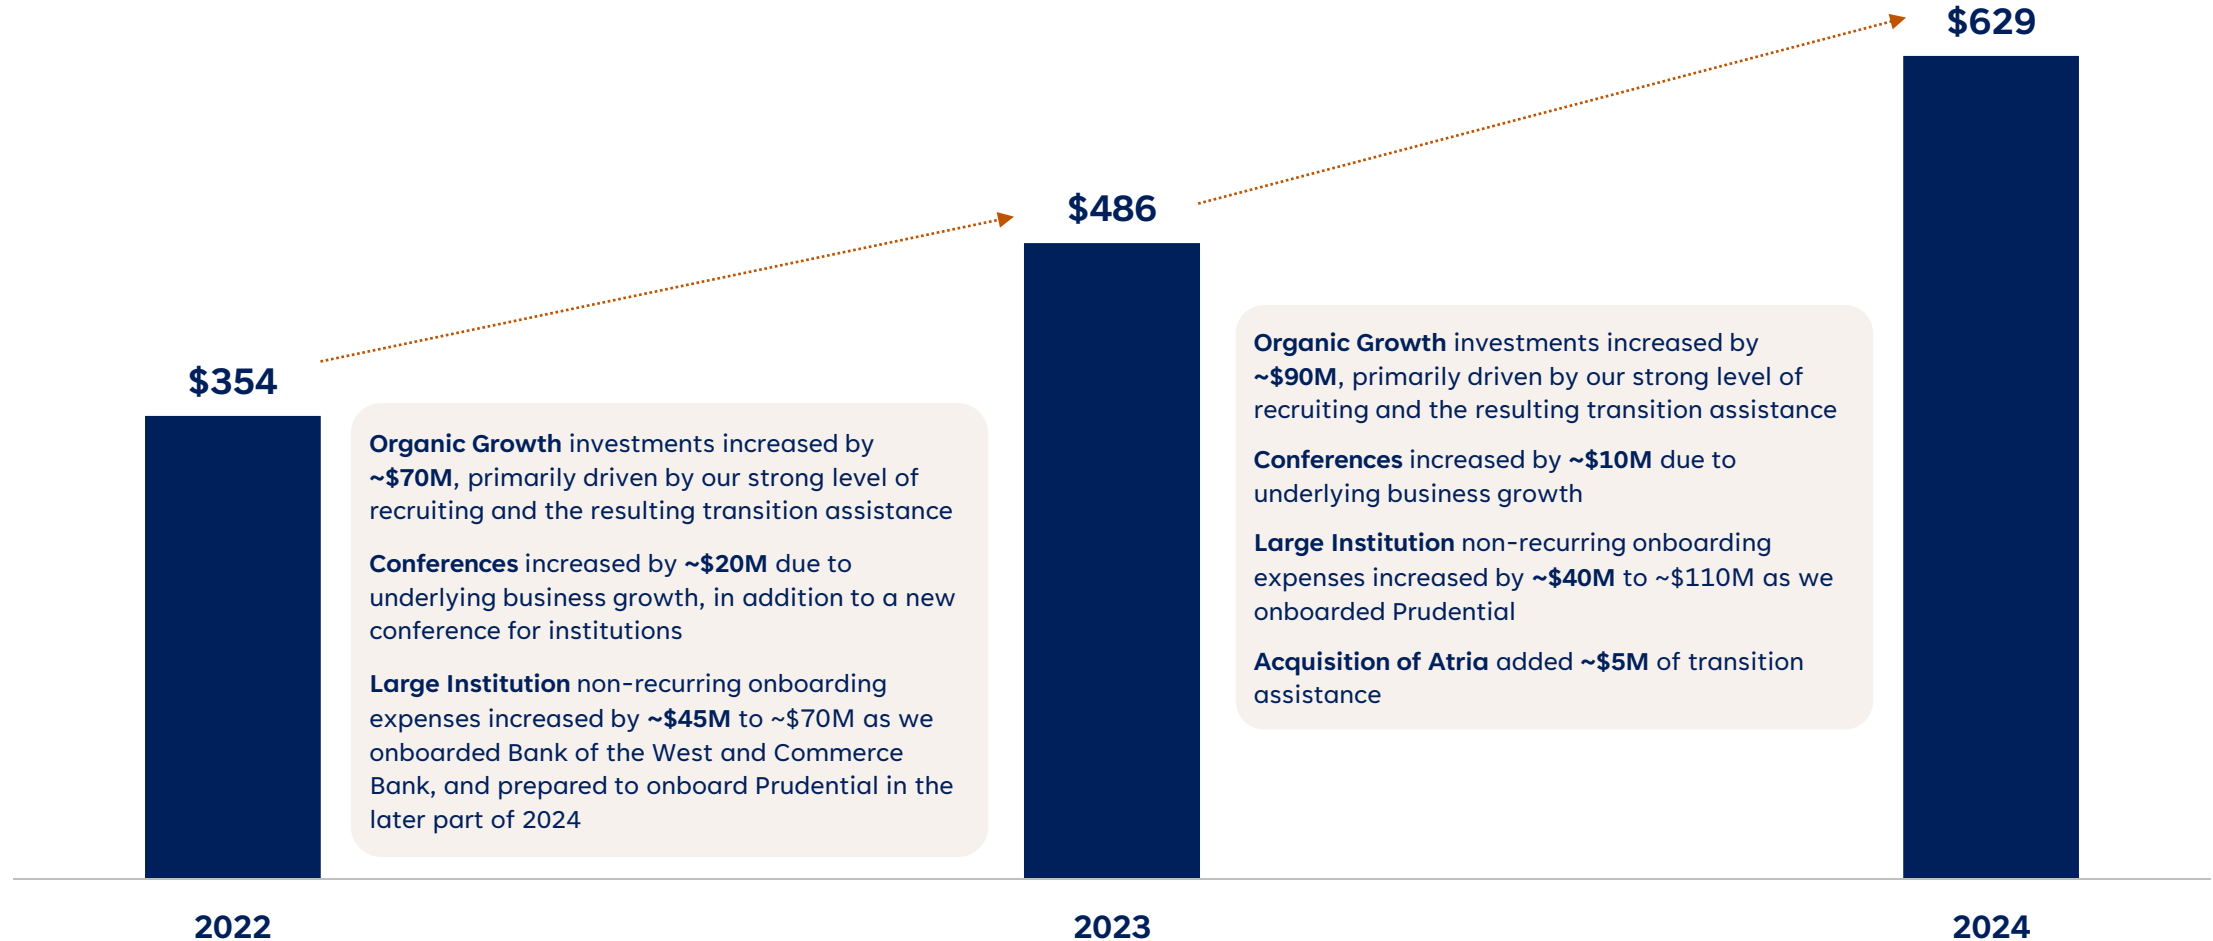 $629
$486
$354
Organic Growth investments increased by
~$70M, primarily driven by our strong level of
recruiting and the resulting transition assistance
Conferences increased by ~$20M due to
underlying business growth, in addition to a new
conference for institutions
Large Institution non-recurring onboarding
expenses increased by ~$45M to ~$70M as we
onboarded Bank of the West and Commerce
Bank, and prepared to onboard Prudential in the
later part of 2024
Organic Growth investments increased by
~$90M, primarily driven by our strong level of
recruiting and the resulting transition assistance
Conferences increased by ~$10M due to
underlying business growth
Large Institution non-recurring onboarding
expenses increased by ~$40M to ~$110M as we
onboarded Prudential
Acquisition of Atria added ~$5M of transition
assistance
2022
2023
2024